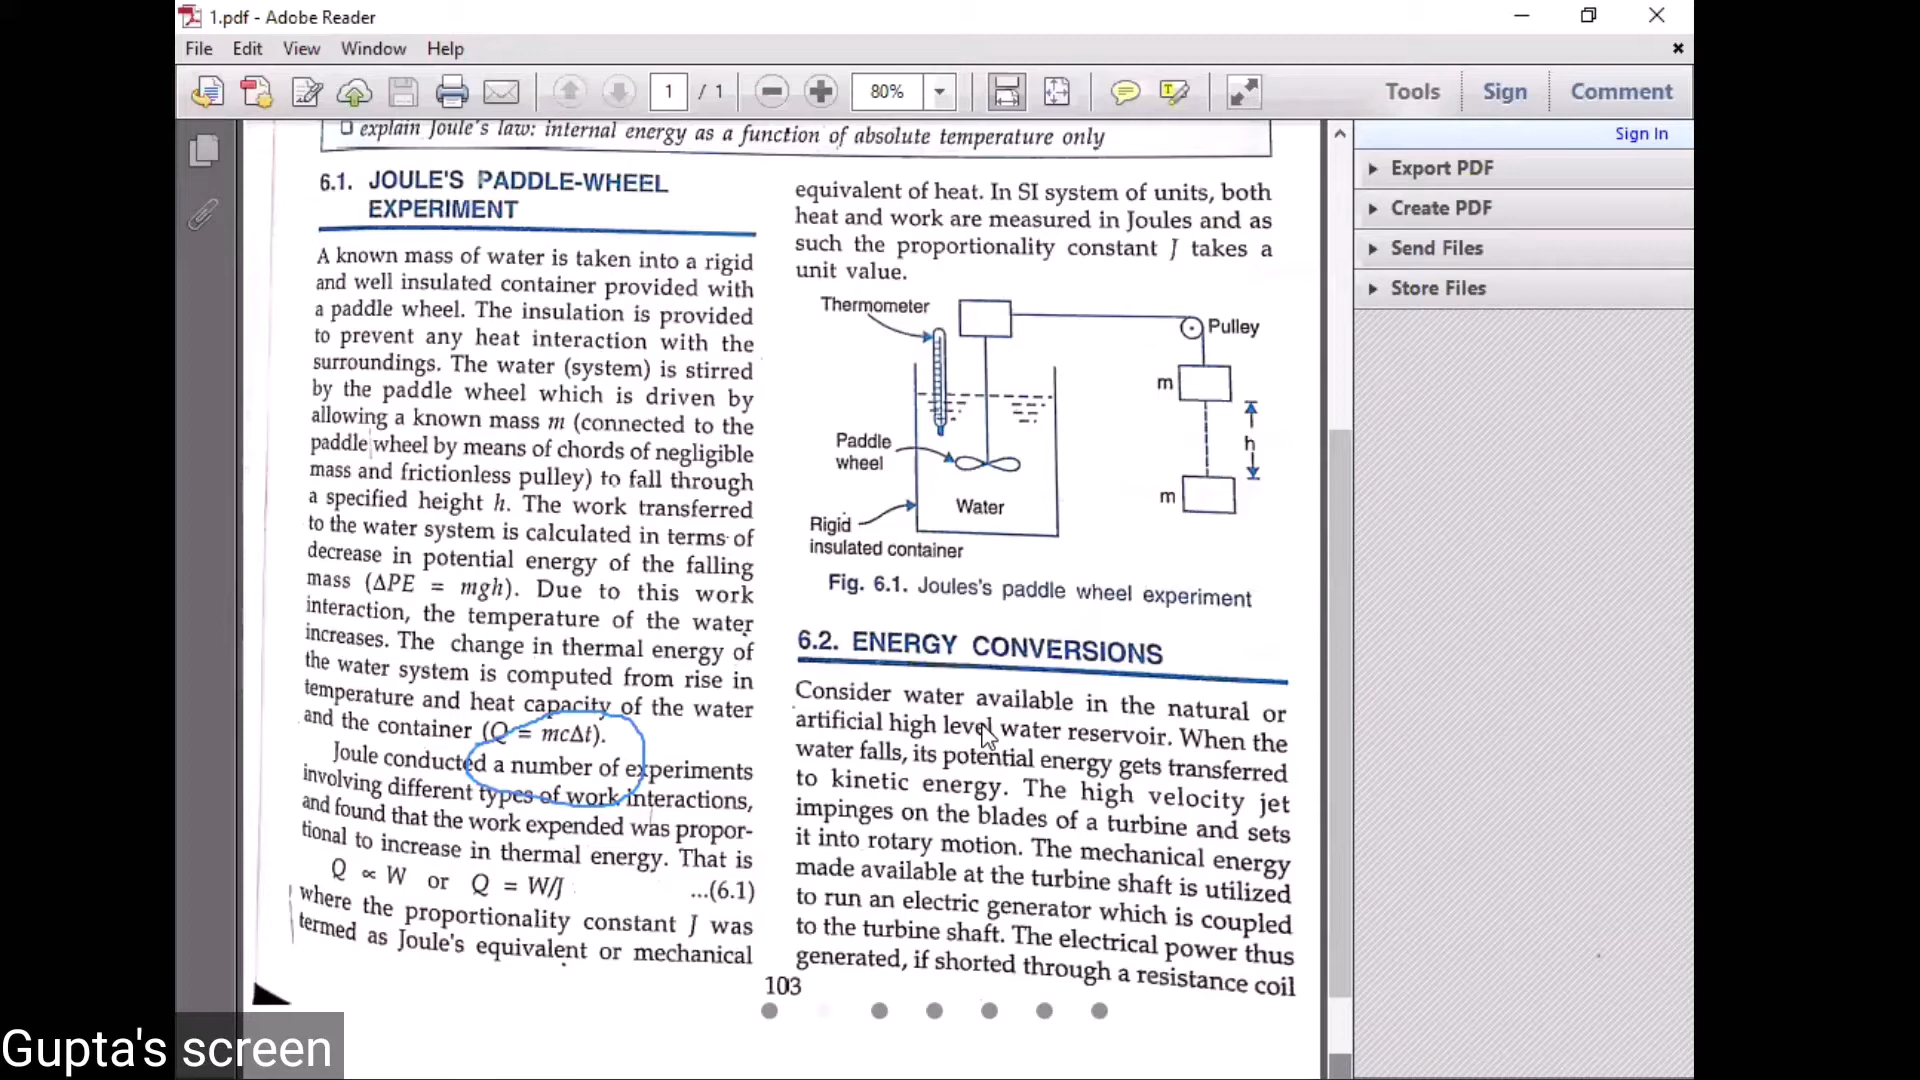 1.pdf - Adobe Reader
File Edit View Window Help
1 / 1 80% Tools Sign Comment
Sign In
Export PDF
Create PDF
Send Files
Store Files
explain Joule's law: internal energy as a function of absolute temperature only
6.1. JOULE'S PADDLE-WHEEL
EXPERIMENT
A known mass of water is taken into a rigid
and well insulated container provided with
a paddle wheel. The insulation is provided
to prevent any heat interaction with the
surroundings. The water (system) is stirred
by the paddle wheel which is driven by
allowing a known mass m (connected to the
paddle wheel by means of chords of negligible
mass and frictionless pulley) to fall through
a specified height h. The work transferred
to the water system is calculated in terms of
decrease in potential energy of the falling
mass (ΔPE = mgh). Due to this work
interaction, the temperature of the water
increases. The change in thermal energy of
the water system is computed from rise in
temperature and heat capacity of the water
and the container (Q = mcΔt).
Joule conducted a number of experiments
involving different types of work interactions,
and found that the work expended was propor-
tional to increase in thermal energy. That is
Q ∝ W or Q = W/J ...(6.1)
where the proportionality constant J was
termed as Joule's equivalent or mechanical
equivalent of heat. In SI system of units, both
heat and work are measured in Joules and as
such the proportionality constant J takes a
unit value.
Thermometer
Pulley
m
h
Paddle
wheel
m
Water
Rigid
insulated container
Fig. 6.1. Joules's paddle wheel experiment
6.2. ENERGY CONVERSIONS
Consider water available in the natural or
artificial high level water reservoir. When the
water falls, its potential energy gets transferred
to kinetic energy. The high velocity jet
impinges on the blades of a turbine and sets
it into rotary motion. The mechanical energy
made available at the turbine shaft is utilized
to run an electric generator which is coupled
to the turbine shaft. The electrical power thus
generated, if shorted through a resistance coil
103
Gupta's screen